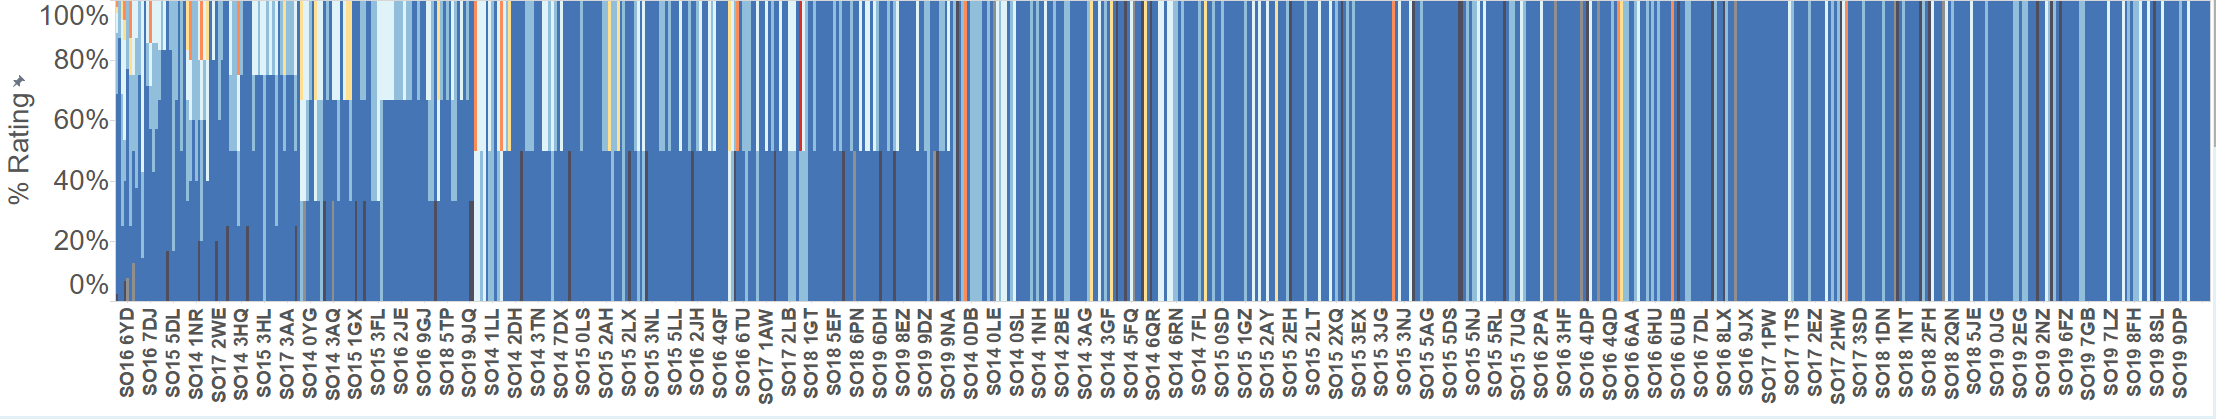 100%
80%
60%
40%
20%
0%
% Rating
SO16 6YD
SO16 7DJ
SO15 5DL
SO14 1NR
SO17 2WE
SO14 3HQ
SO15 3HL
SO17 3AA
SO14 0YG
SO14 3AQ
SO15 1GX
SO15 3FL
SO16 2JE
SO16 9GJ
SO18 5TP
SO19 9JQ
SO14 1LL
SO14 2DH
SO14 3TN
SO14 7DX
SO15 0LS
SO15 2AH
SO15 2LX
SO15 3NL
SO15 5LL
SO16 2JH
SO16 4QF
SO16 6TU
SO17 1AW
SO17 2LB
SO18 1GT
SO18 5EF
SO18 6PN
SO19 6DH
SO19 8EZ
SO19 9DZ
SO19 9NA
SO14 0DB
SO14 0LE
SO14 0SL
SO14 1NH
SO14 2BE
SO14 3AG
SO14 3GF
SO14 5FQ
SO14 6QR
SO14 6RN
SO14 7FL
SO15 0SD
SO15 1GZ
SO15 2AY
SO15 2EH
SO15 2LT
SO15 2XQ
SO15 3EX
SO15 3JG
SO15 3NJ
SO15 5AG
SO15 5DS
SO15 5NJ
SO15 5RL
SO15 7UQ
SO16 2PA
SO16 3HF
SO16 4DP
SO16 4QD
SO16 6AA
SO16 6HU
SO16 6UB
SO16 7DL
SO16 8LX
SO16 9JX
SO17 1PW
SO17 1TS
SO17 2EZ
SO17 2HW
SO17 3SD
SO18 1DN
SO18 1NT
SO18 2FH
SO18 2QN
SO18 5JE
SO19 0JG
SO19 2EG
SO19 2NZ
SO19 6FZ
SO19 7GB
SO19 7LZ
SO19 8FH
SO19 8SL
SO19 9DP